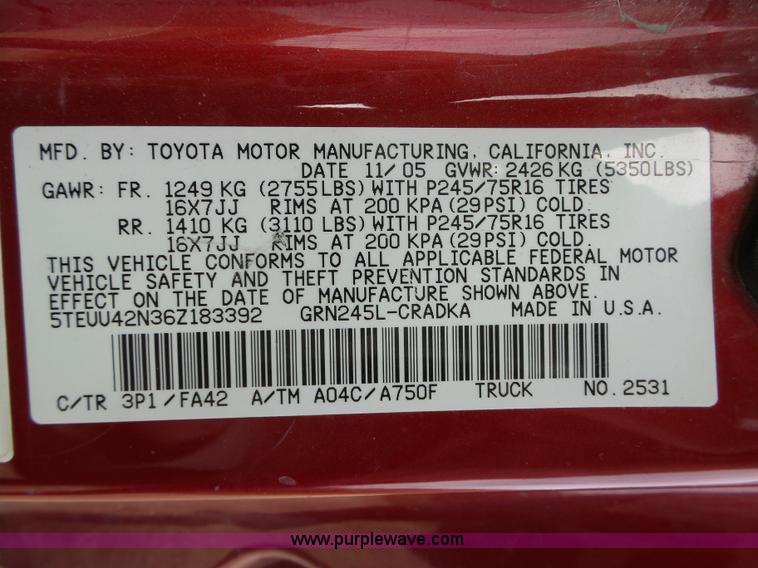 MFD. BY: TOYOTA MOTOR MANUFACTURING, CALIFORNIA, INC.
DATE 11/05 GVWR: 2426 KG (5350LBS)
GAWR: FR. 1249 KG (2755LBS) WITH P245/75R16 TIRES
16X7JJ RIMS AT 200 KPA (29PSI) COLD.
RR. 1410 KG (3110 LBS) WITH P245/75R16 TIRES
16X7JJ RIMS AT 200 KPA (29PSI) COLD.
THIS VEHICLE CONFORMS TO ALL APPLICABLE FEDERAL MOTOR
VEHICLE SAFETY AND THEFT PREVENTION STANDARDS IN
EFFECT ON THE DATE OF MANUFACTURE SHOWN ABOVE.
5TEUU42N36Z183392 GRN245L-CRADKA MADE IN U.S.A.
C/TR 3P1/FA42 A/TM A04C/A750F TRUCK NO.2531
www.purplewave.com